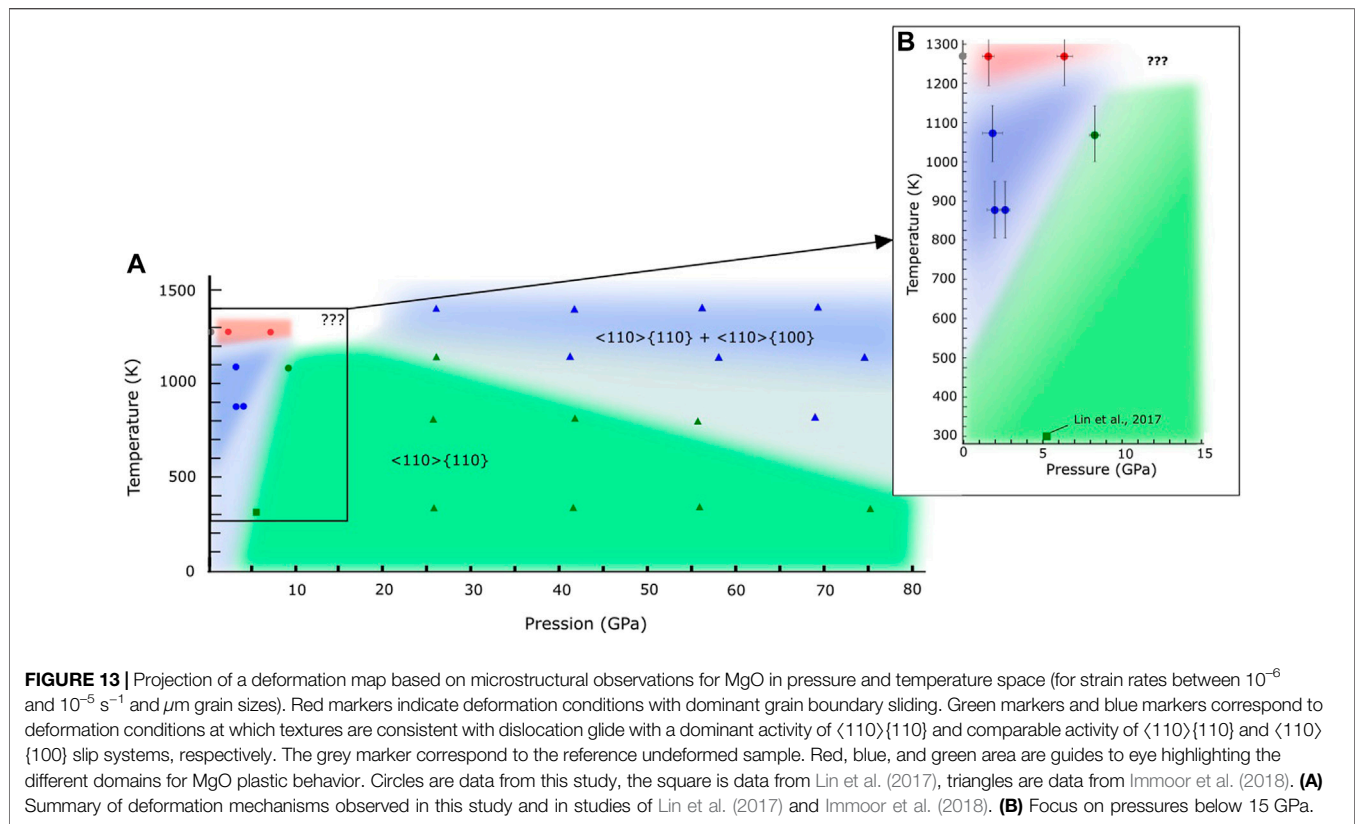 B
1300
1200
1100
1000
900
800
700
600
500
400
300
Temperature (K)
???
Lin et al., 2017
0
5
10
15
Pressure (GPa)
A
1500
1000
500
0
Temperature (K)
???
<110>{110} + <110>{100}
<110>{110}
10
20
30
40
50
60
70
80
Pression (GPa)
FIGURE 13 | Projection of a deformation map based on microstructural observations for MgO in pressure and temperature space (for strain rates between 10⁻⁶
and 10⁻⁵ s⁻¹ and μm grain sizes). Red markers indicate deformation conditions with dominant grain boundary sliding. Green markers and blue markers correspond to
deformation conditions at which textures are consistent with dislocation glide with a dominant activity of ⟨110⟩{110} and comparable activity of ⟨110⟩{110} and ⟨110⟩
{100} slip systems, respectively. The grey marker correspond to the reference undeformed sample. Red, blue, and green area are guides to eye highlighting the
different domains for MgO plastic behavior. Circles are data from this study, the square is data from Lin et al. (2017), triangles are data from Immoor et al. (2018). (A)
Summary of deformation mechanisms observed in this study and in studies of Lin et al. (2017) and Immoor et al. (2018). (B) Focus on pressures below 15 GPa.